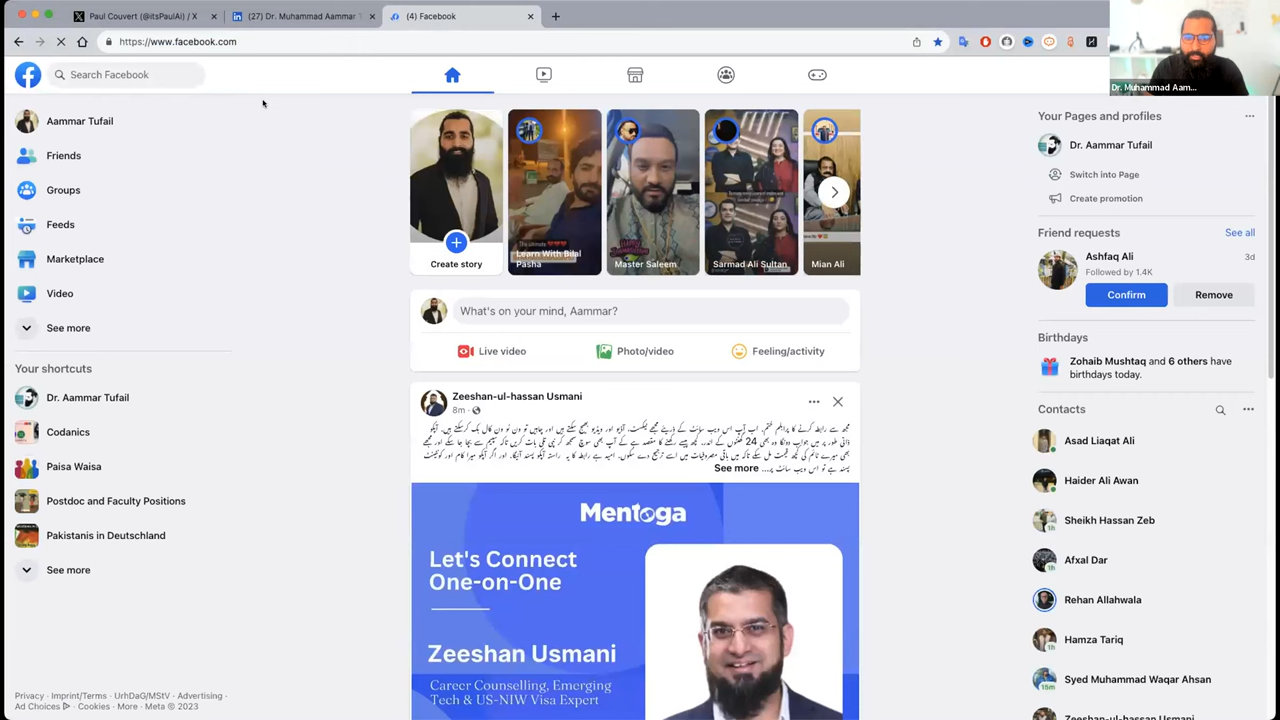 Paul Couvert (@itsPaulAi) / X
(27) Dr. Muhammad Aammar T
(4) Facebook
https://www.facebook.com
Dr. Muhammad Aam...
Search Facebook
Aammar Tufail
Friends
Groups
Feeds
Marketplace
Video
See more
Your shortcuts
Dr. Aammar Tufail
Codanics
Paisa Waisa
Postdoc and Faculty Positions
Pakistanis in Deutschland
See more
Privacy · Imprint/Terms · UrhDaG/MStV · Advertising ·
Ad Choices · Cookies · More · Meta © 2023
Create story
Learn With Bilal
Pasha
Master Saleem
Sarmad Ali Sultan
Mian Ali
What's on your mind, Aammar?
Live video
Photo/video
Feeling/activity
Zeeshan-ul-hassan Usmani
8m
See more
Mentoga
Let's Connect
One-on-One
Zeeshan Usmani
Career Counselling, Emerging
Tech & US-NIW Visa Expert
Your Pages and profiles
Dr. Aammar Tufail
Switch into Page
Create promotion
Friend requests
See all
Ashfaq Ali
3d
Followed by 1.4K
Confirm
Remove
Birthdays
Zohaib Mushtaq and 6 others have
birthdays today.
Contacts
Asad Liaqat Ali
Haider Ali Awan
Sheikh Hassan Zeb
1h
Afxal Dar
1h
Rehan Allahwala
Hamza Tariq
1h
Syed Muhammad Waqar Ahsan
15m
Zeeshan-ul-hassan Usmani